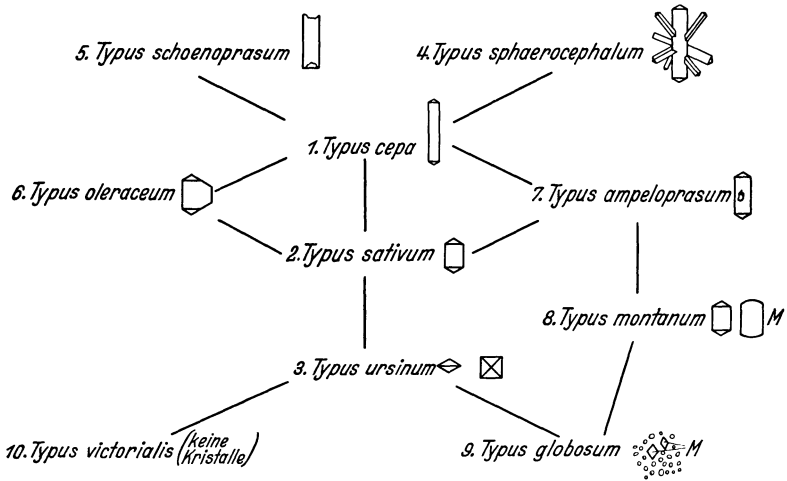 5. Typus schoenoprasum
4. Typus sphaerocephalum
1. Typus cepa
6. Typus oleraceum
7. Typus ampeloprasum
2. Typus sativum
8. Typus montanum M
3. Typus ursinum
10. Typus victorialis (keine Kristalle)
9. Typus globosum M